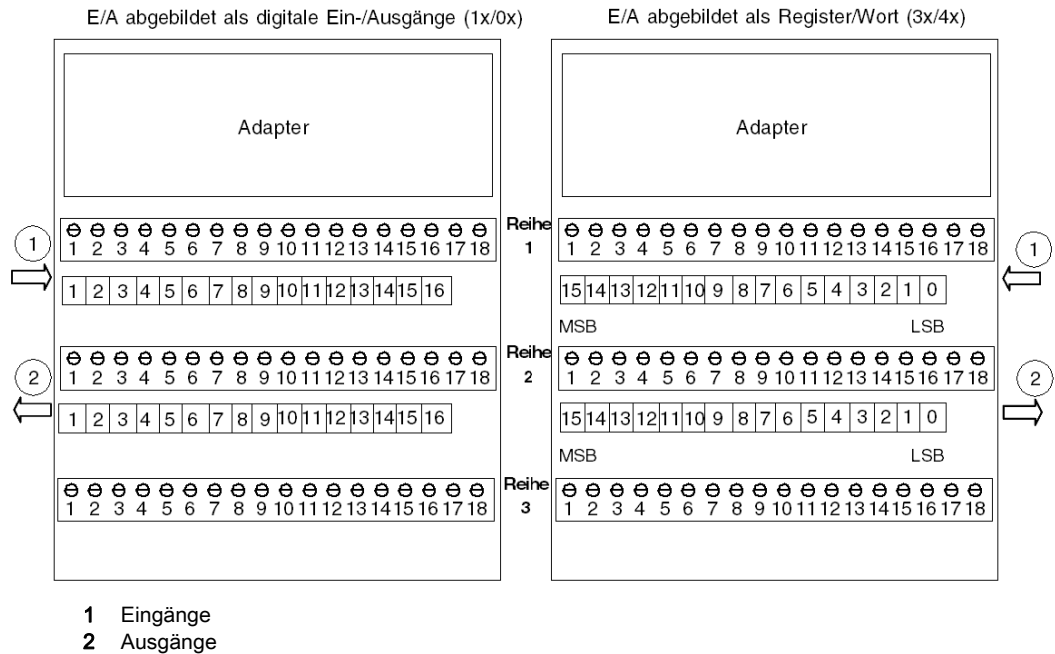 E/A abgebildet als digitale Ein-/Ausgänge (1x/0x)
E/A abgebildet als Register/Wort (3x/4x)
Adapter
Adapter
1
1 2 3 4 5 6 7 8 9 10 11 12 13 14 15 16 17 18
Reihe
1
1 2 3 4 5 6 7 8 9 10 11 12 13 14 15 16 17 18
1
1 2 3 4 5 6 7 8 9 10 11 12 13 14 15 16
15 14 13 12 11 10 9 8 7 6 5 4 3 2 1 0
MSB LSB
2
1 2 3 4 5 6 7 8 9 10 11 12 13 14 15 16 17 18
Reihe
2
1 2 3 4 5 6 7 8 9 10 11 12 13 14 15 16 17 18
2
1 2 3 4 5 6 7 8 9 10 11 12 13 14 15 16
15 14 13 12 11 10 9 8 7 6 5 4 3 2 1 0
MSB LSB
1 2 3 4 5 6 7 8 9 10 11 12 13 14 15 16 17 18
Reihe
3
1 2 3 4 5 6 7 8 9 10 11 12 13 14 15 16 17 18
1 Eingänge
2 Ausgänge